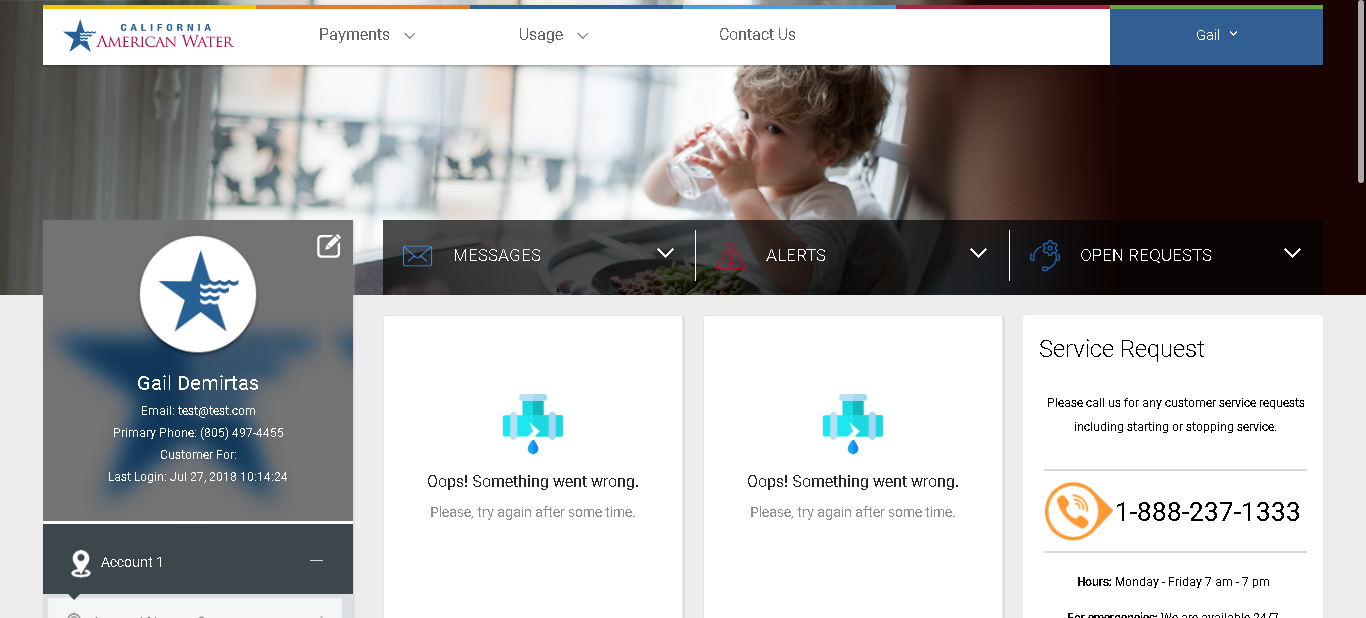 CALIFORNIA
AMERICAN WATER
Payments
Usage
Contact Us
Gail
MESSAGES
ALERTS
OPEN REQUESTS
Gail Demirtas
Email: test@test.com
Primary Phone: (805) 497-4455
Customer For:
Last Login: Jul 27, 2018 10:14:24
Account 1
Oops! Something went wrong.
Please, try again after some time.
Oops! Something went wrong.
Please, try again after some time.
Service Request
Please call us for any customer service requests
including starting or stopping service.
1-888-237-1333
Hours: Monday - Friday 7 am - 7 pm
For emergencies: We are available 24/7